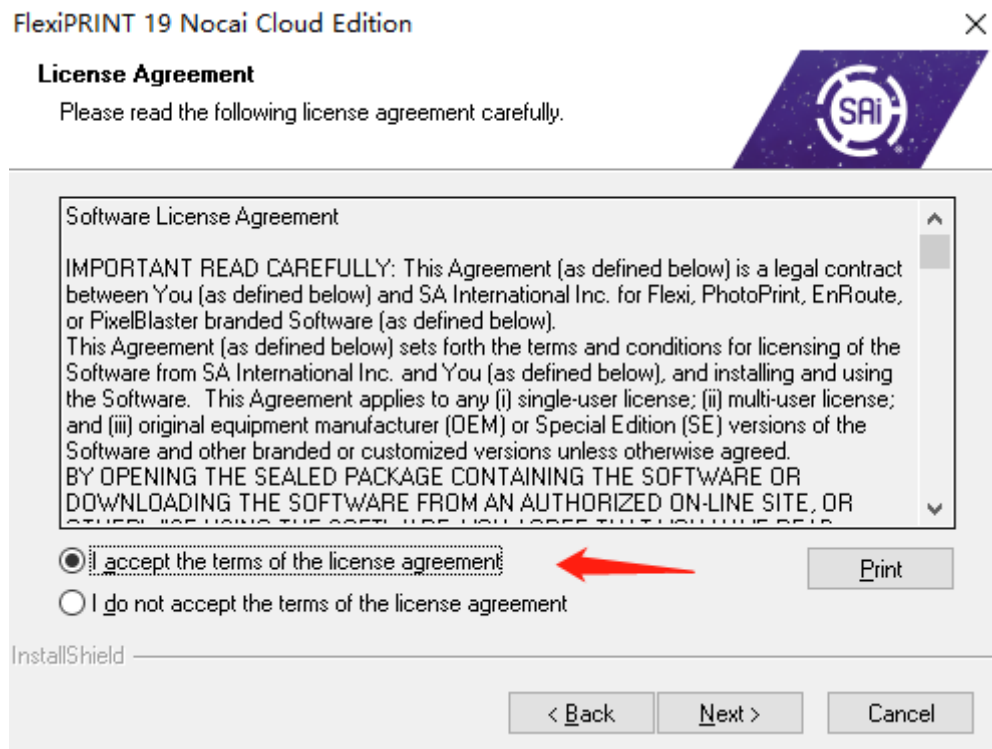 FlexiPRINT 19 Nocai Cloud Edition
License Agreement
Please read the following license agreement carefully.
SAi
Software License Agreement
IMPORTANT READ CAREFULLY: This Agreement (as defined below) is a legal contract
between You (as defined below) and SA International Inc. for Flexi, PhotoPrint, EnRoute,
or PixelBlaster branded Software (as defined below).
This Agreement (as defined below) sets forth the terms and conditions for licensing of the
Software from SA International Inc. and You (as defined below), and installing and using
the Software. This Agreement applies to any (i) single-user license; (ii) multi-user license;
and (iii) original equipment manufacturer (OEM) or Special Edition (SE) versions of the
Software and other branded or customized versions unless otherwise agreed.
BY OPENING THE SEALED PACKAGE CONTAINING THE SOFTWARE OR
DOWNLOADING THE SOFTWARE FROM AN AUTHORIZED ON-LINE SITE, OR
I accept the terms of the license agreement
Print
I do not accept the terms of the license agreement
InstallShield
< Back
Next >
Cancel